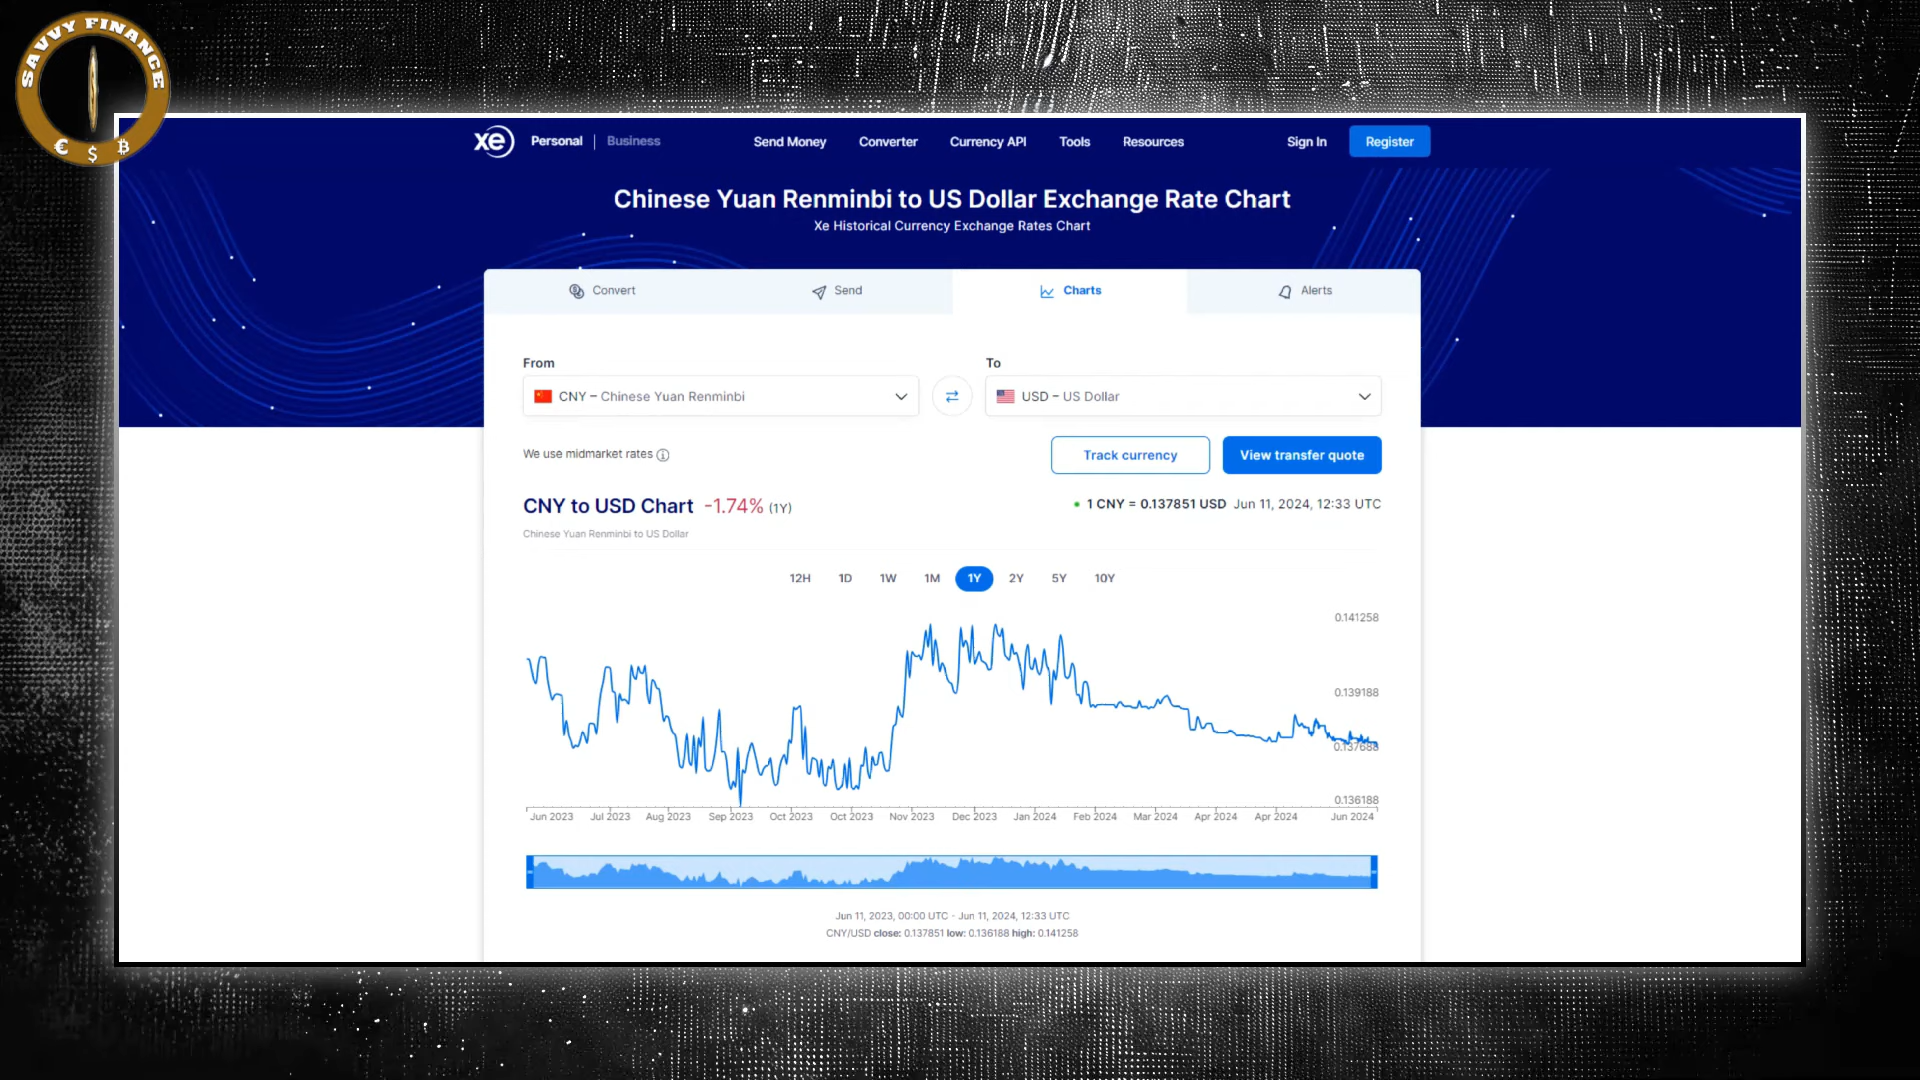 SAVVY FINANCE
€ $ ₿
xe Personal | Business Send Money Converter Currency API Tools Resources Sign In Register
Chinese Yuan Renminbi to US Dollar Exchange Rate Chart
Xe Historical Currency Exchange Rates Chart
Convert Send Charts Alerts
From To
CNY – Chinese Yuan Renminbi USD – US Dollar
We use midmarket rates Track currency View transfer quote
CNY to USD Chart -1.74% (1Y) 1 CNY = 0.137851 USD Jun 11, 2024, 12:33 UTC
Chinese Yuan Renminbi to US Dollar
12H 1D 1W 1M 1Y 2Y 5Y 10Y
0.141258
0.139188
0.137688
0.136188
Jun 2023 Jul 2023 Aug 2023 Sep 2023 Oct 2023 Oct 2023 Nov 2023 Dec 2023 Jan 2024 Feb 2024 Mar 2024 Apr 2024 Apr 2024 Jun 2024
Jun 11, 2023, 00:00 UTC - Jun 11, 2024, 12:33 UTC
CNY/USD close: 0.137851 low: 0.136188 high: 0.141258